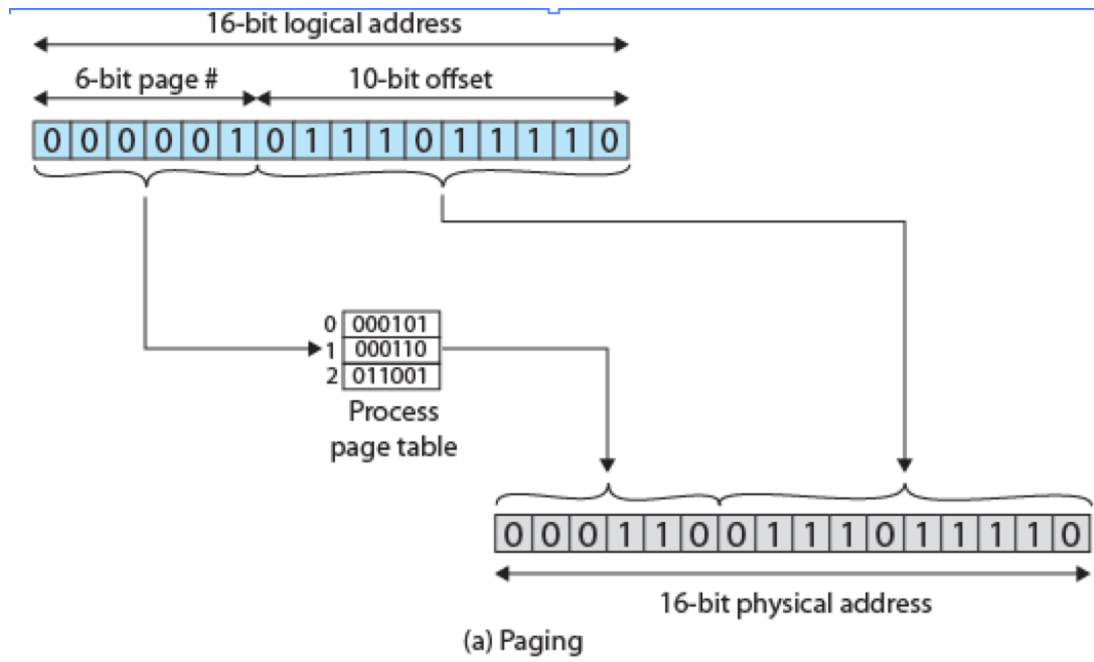 16-bit logical address
6-bit page # 10-bit offset
0 0 0 0 0 1 0 1 1 1 0 1 1 1 1 0
0 000101
1 000110
2 011001
Process
page table
0 0 0 1 1 0 0 1 1 1 0 1 1 1 1 0
16-bit physical address
(a) Paging